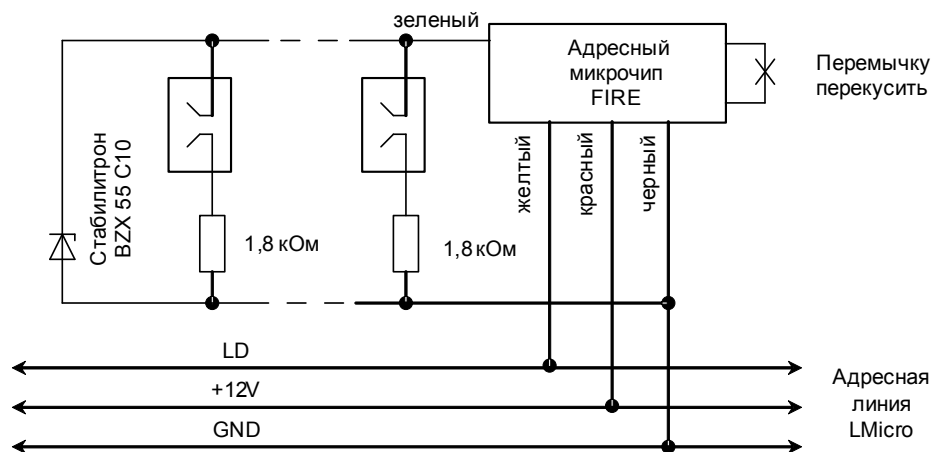 зеленый
Адресный
микрочип
FIRE
Перемычку
перекусить
Стабилитрон
BZX 55 C10
1,8 кОм
1,8 кОм
желтый
красный
черный
LD
+12V
GND
Адресная
линия
LMicro